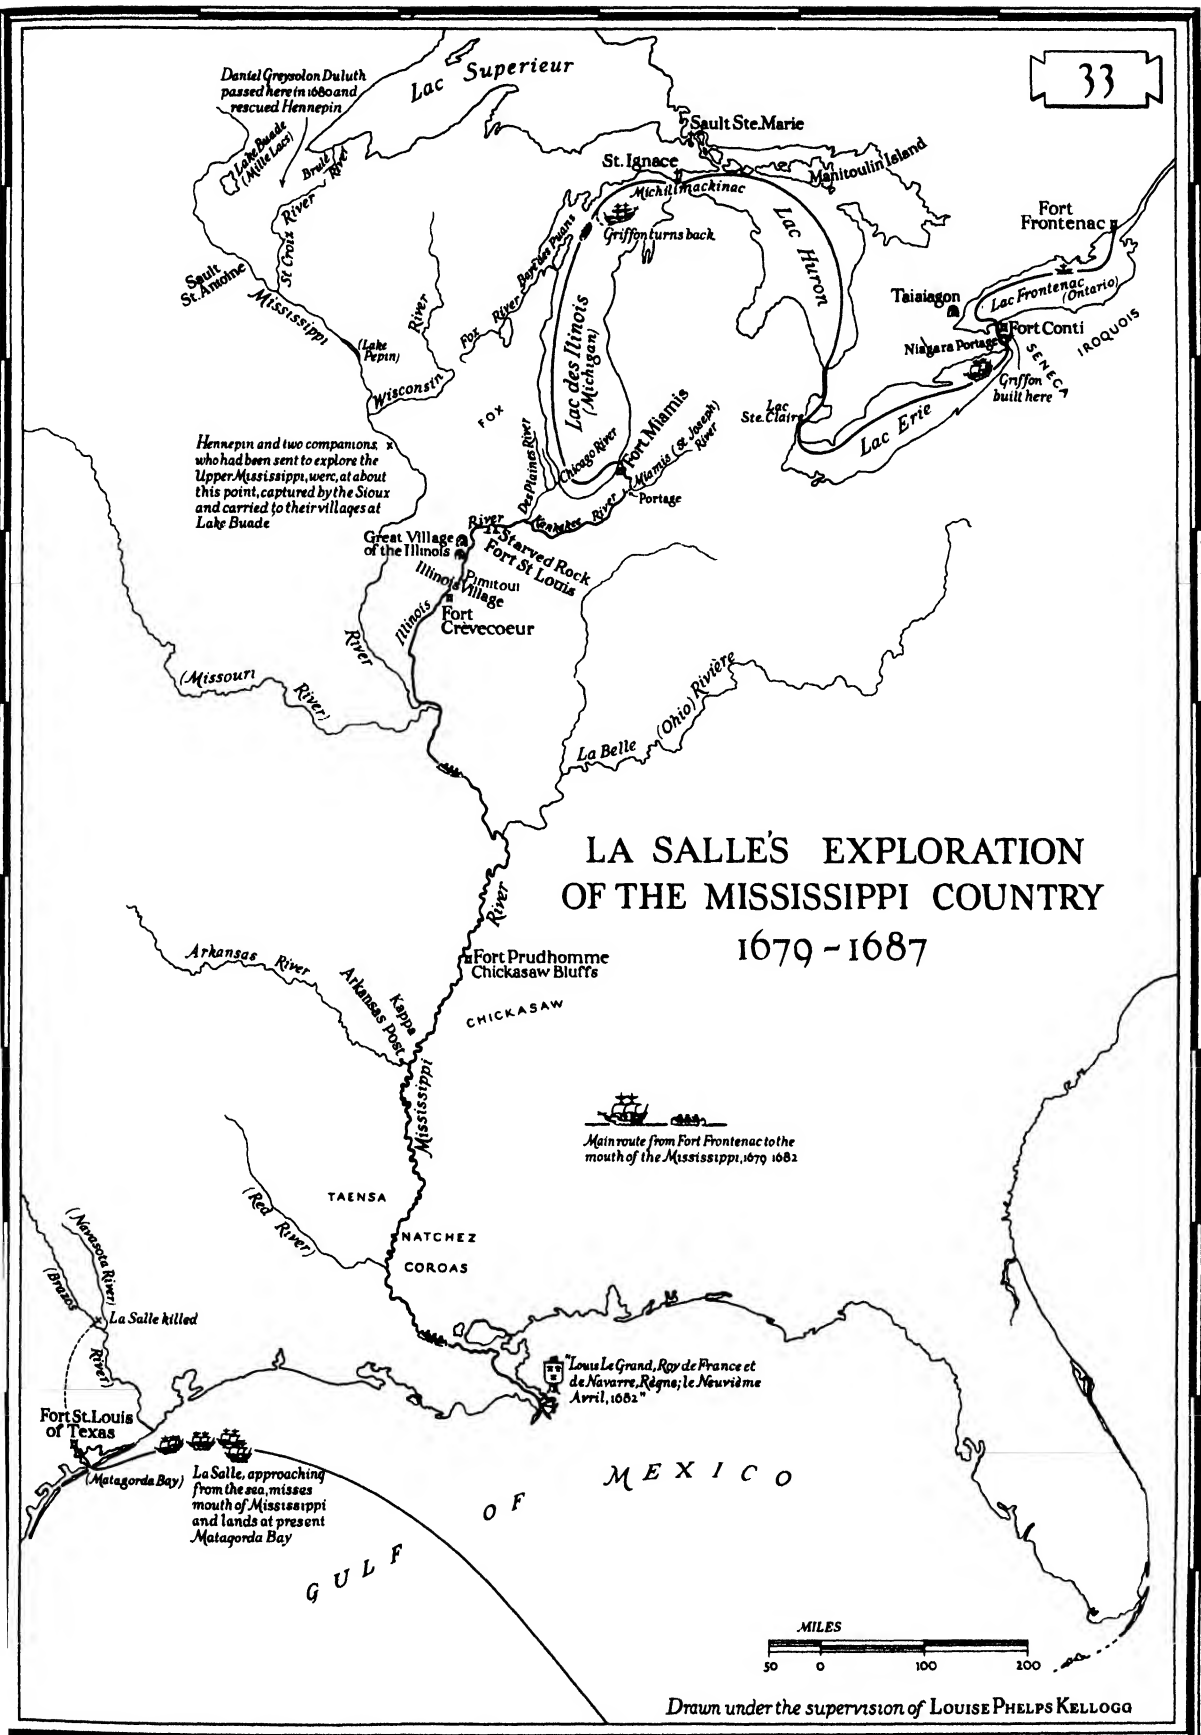 33
Daniel Greysolon Duluth
passed here in 1680 and
rescued Hennepin
Lac Superieur
Lake Buade
(Mille Lacs)
Brulé
River
St Croix River
Sault Ste. Marie
St. Ignace
Michillimackinac
Manitoulin Island
Griffon turns back
Baye des Puans
Lac Huron
Fort
Frontenac
Lac Frontenac
(Ontario)
Taiaiagon
Fort Conti
Niagara Portage
SENECA
IROQUOIS
Griffon
built here
Sault
St. Antoine
Mississippi
(Lake
Pepin)
River
Wisconsin
Fox River
FOX
Lac des Ilinois
(Michigan)
Lac
Ste. Claire
Lac Erie
Hennepin and two companions, x
who had been sent to explore the
Upper Mississippi, were, at about
this point, captured by the Sioux
and carried to their villages at
Lake Buade
Des Plaines River
Chicago River
Fort Miamis
Miamis (St Joseph)
River
Portage
Kankakee River
River
Great Village
of the Illinois
Starved Rock
Fort St Louis
Pimitoui
Illinois Village
Illinois
Fort
Crèvecoeur
River
(Missouri
River)
La Belle (Ohio) Rivière
LA SALLE'S EXPLORATION
OF THE MISSISSIPPI COUNTRY
1679-1687
River
Arkansas River
Fort Prudhomme
Chickasaw Bluffs
Kappa
Arkansas Post
CHICKASAW
Mississippi
Main route from Fort Frontenac to the
mouth of the Mississippi, 1679 1682
TAENSA
(Red River)
NATCHEZ
COROAS
(Navasota River)
(Brazos
x La Salle killed
River)
"Louis Le Grand, Roy de France et
de Navarre, Règne; le Neuvième
Avril, 1682"
Fort St. Louis
of Texas
(Matagorda Bay)
La Salle, approaching
from the sea, misses
mouth of Mississippi
and lands at present
Matagorda Bay
GULF OF MEXICO
MILES
50 0 100 200
Drawn under the supervision of LOUISE PHELPS KELLOGG